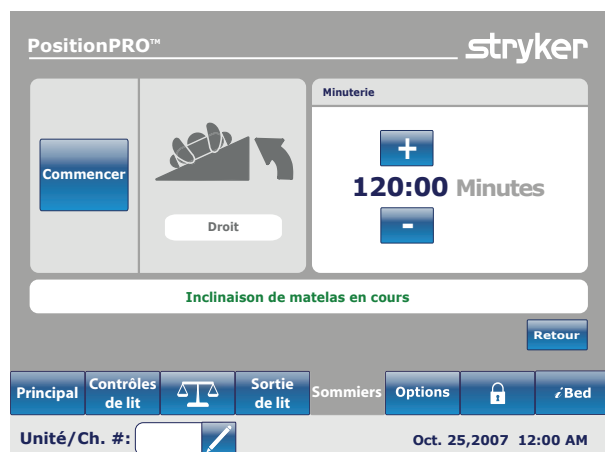 PositionPRO™
stryker
Commencer
Droit
Minuterie
+
120:00 Minutes
-
Inclinaison de matelas en cours
Retour
Principal
Contrôles
de lit
Sortie
de lit
Sommiers
Options
iBed
Unité/Ch. #:
Oct. 25,2007 12:00 AM